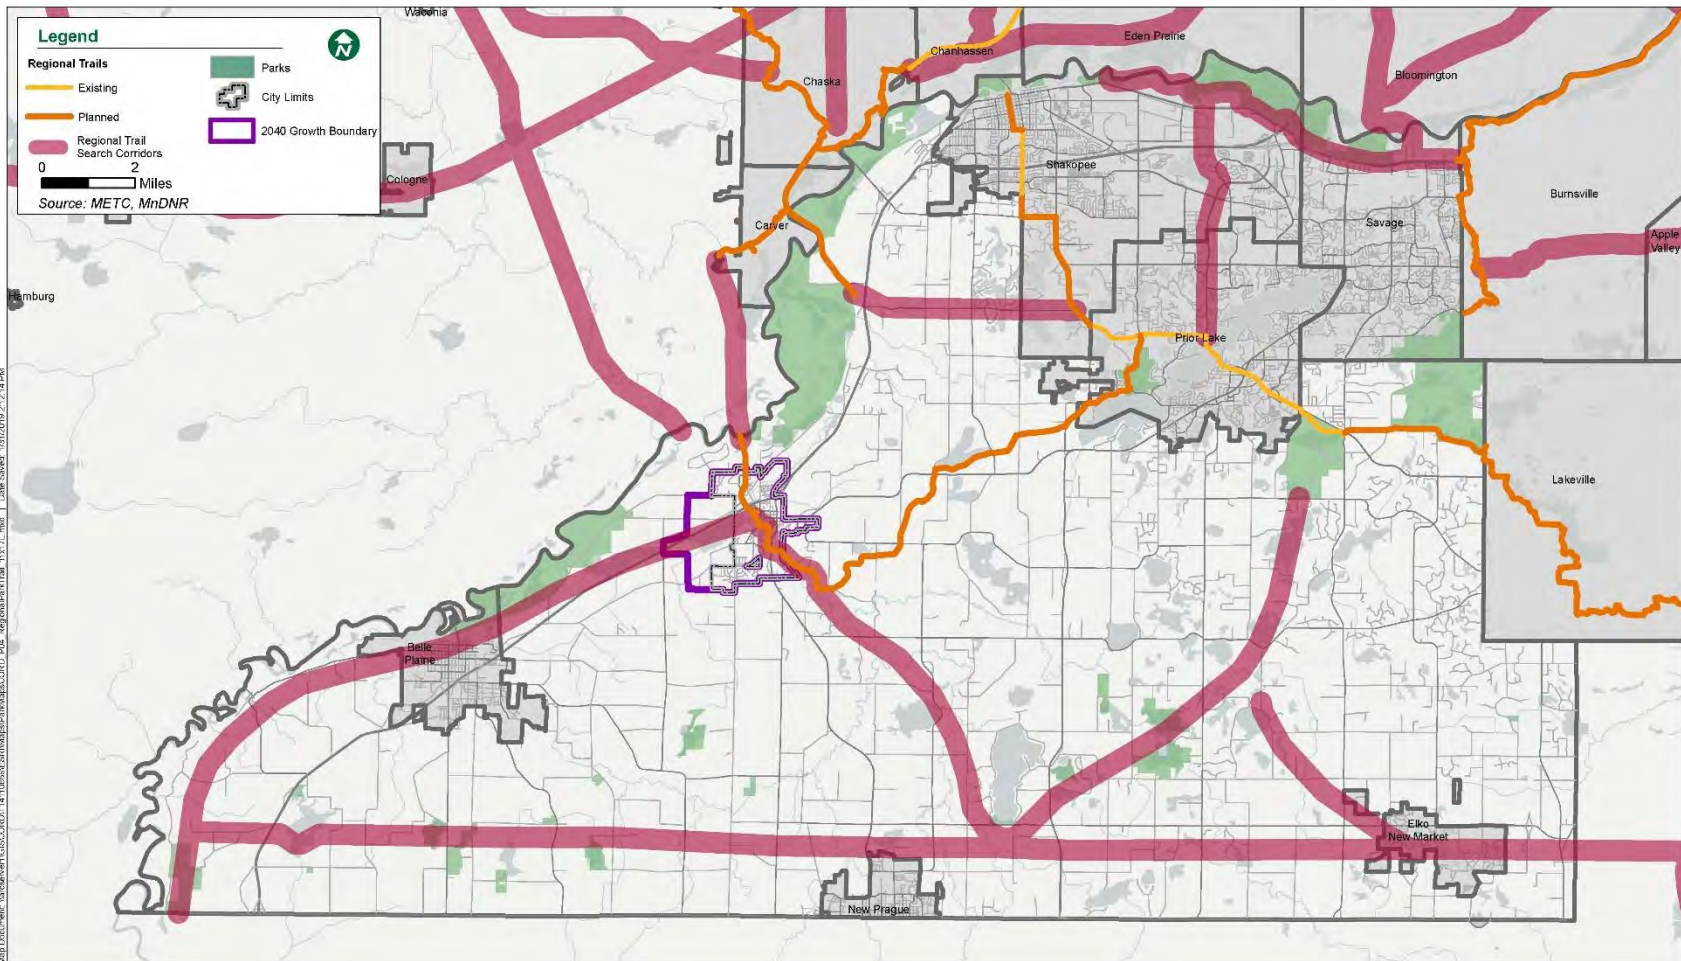 Legend
N
Regional Trails
Existing
Planned
Regional Trail
Search Corridors
Parks
City Limits
2040 Growth Boundary
0 2
Miles
Source: METC, MnDNR
Waconia
Chanhassen
Eden Prairie
Chaska
Bloomington
Cologne
Shakopee
Burnsville
Carver
Savage
Apple
Valley
Hamburg
Prior Lake
Lakeville
Belle
Plaine
Elko
New Market
New Prague